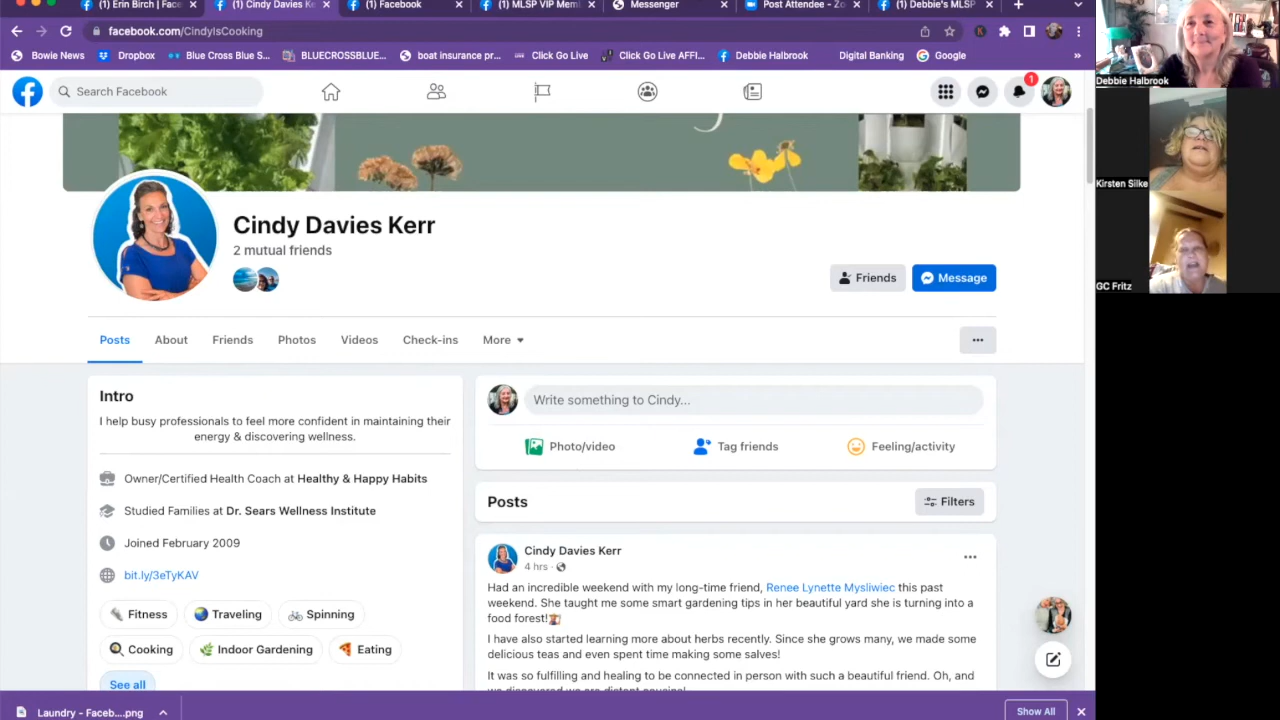 (1) Erin Birch | Face
(1) Cindy Davies Ke
(1) Facebook
(1) MLSP VIP Mem
Messenger
Post Attendee - Zo
(1) Debbie's MLSP
facebook.com/CindyIsCooking
Bowie News
Dropbox
Blue Cross Blue S...
BLUECROSSBLUE...
boat insurance pr...
Click Go Live
Click Go Live AFFI...
Debbie Halbrook
Digital Banking
Google
»
Debbie Halbrook
Search Facebook
1
Kirsten Silke
Cindy Davies Kerr
2 mutual friends
Friends
Message
GC Fritz
Posts
About
Friends
Photos
Videos
Check-ins
More
Intro
I help busy professionals to feel more confident in maintaining their
energy & discovering wellness.
Owner/Certified Health Coach at Healthy & Happy Habits
Studied Families at Dr. Sears Wellness Institute
Joined February 2009
bit.ly/3eTyKAV
Fitness
Traveling
Spinning
Cooking
Indoor Gardening
Eating
See all
Write something to Cindy...
Photo/video
Tag friends
Feeling/activity
Posts
Filters
Cindy Davies Kerr
4 hrs ·
Had an incredible weekend with my long-time friend, Renee Lynette Mysliwiec this past
weekend. She taught me some smart gardening tips in her beautiful yard she is turning into a
food forest!
I have also started learning more about herbs recently. Since she grows many, we made some
delicious teas and even spent time making some salves!
It was so fulfilling and healing to be connected in person with such a beautiful friend. Oh, and
we discovered we are distant cousins!
Laundry - Faceb....png
Show All